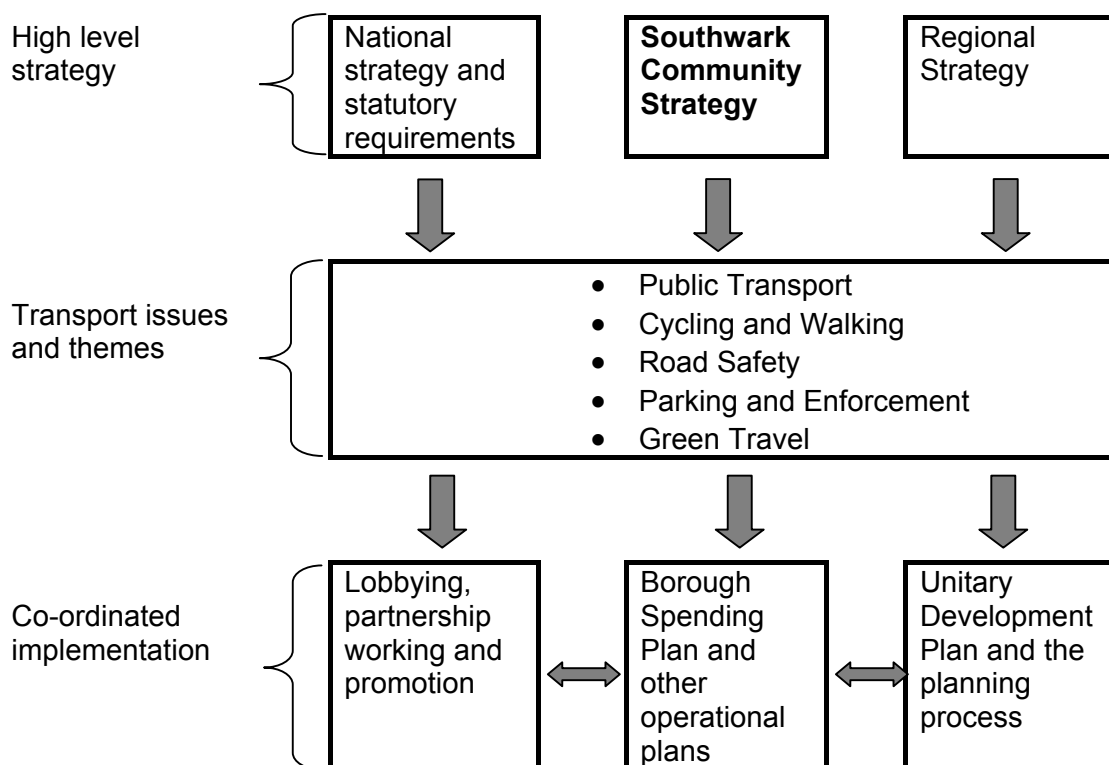 High level
strategy
National
strategy and
statutory
requirements
Southwark
Community
Strategy
Regional
Strategy
Transport issues
and themes
• Public Transport
• Cycling and Walking
• Road Safety
• Parking and Enforcement
• Green Travel
Co-ordinated
implementation
Lobbying,
partnership
working and
promotion
Borough
Spending
Plan and
other
operational
plans
Unitary
Development
Plan and the
planning
process